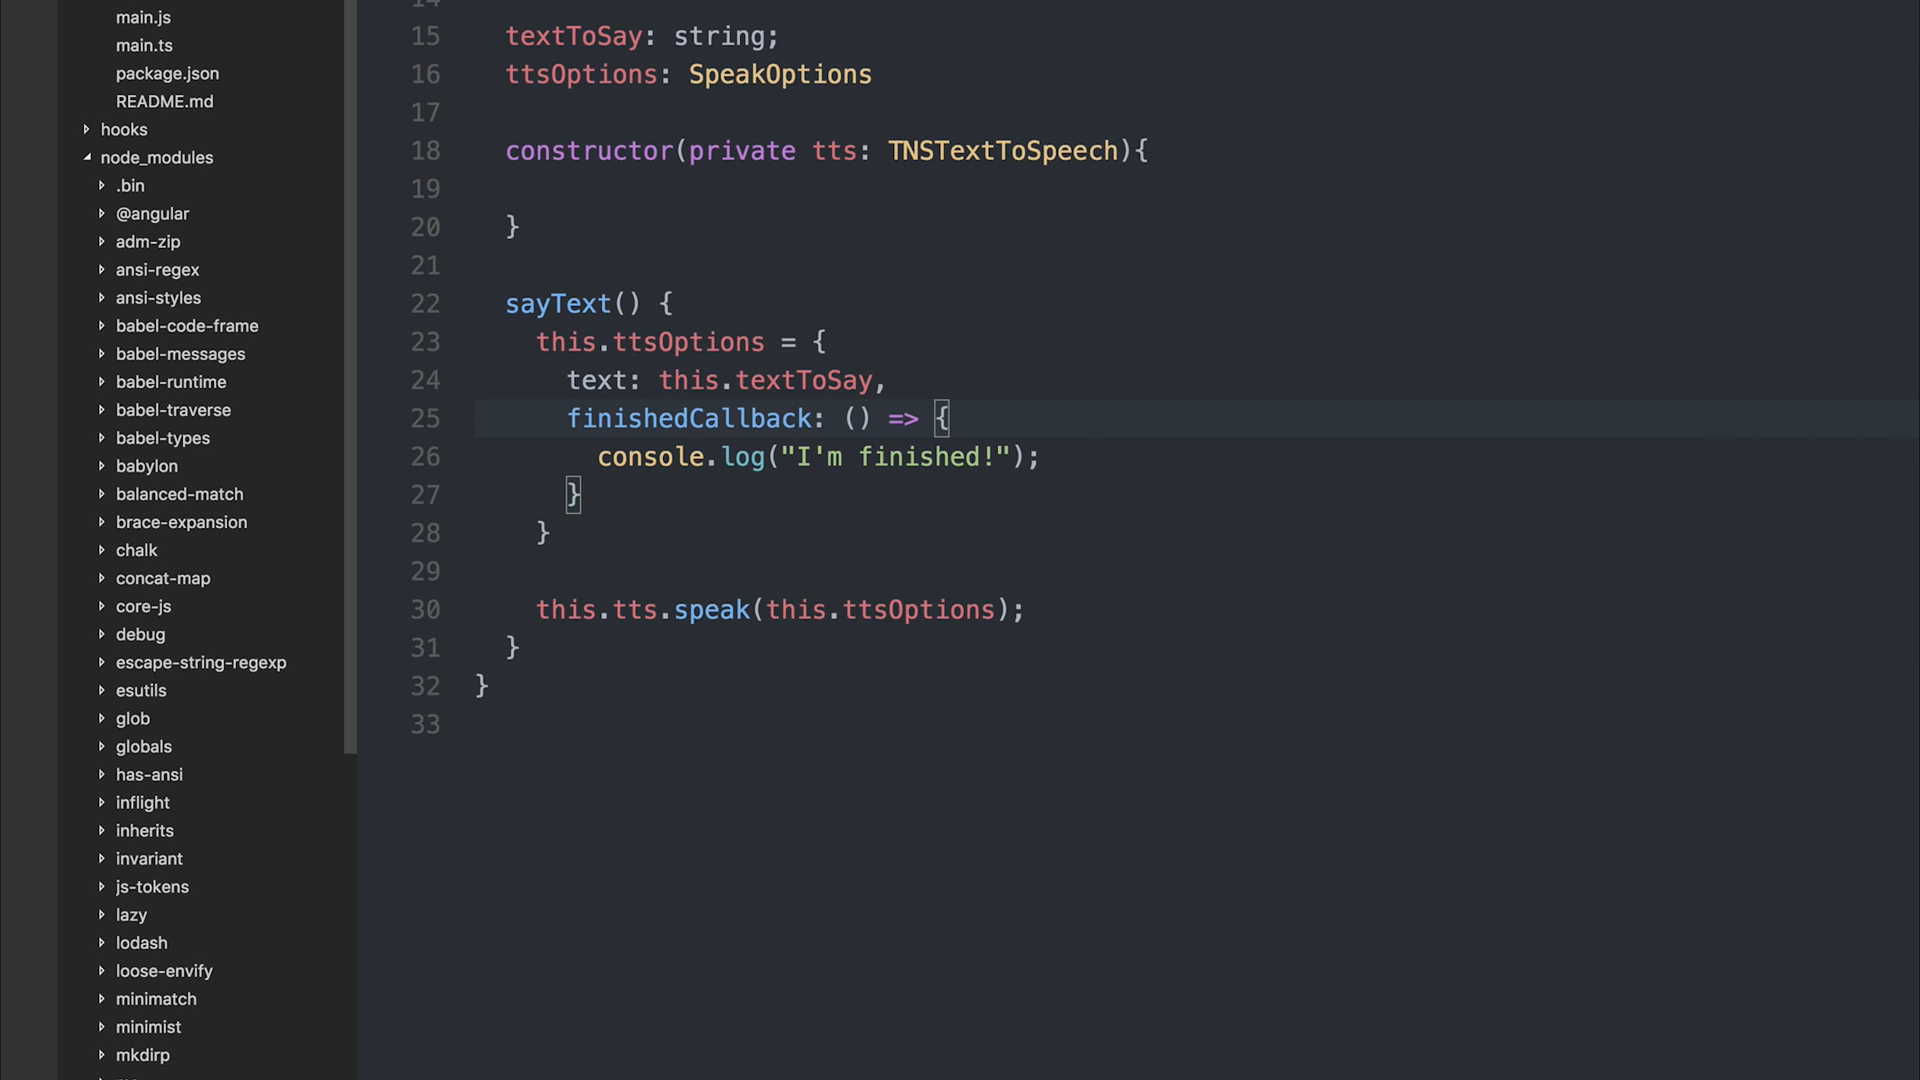 main.js
main.ts
package.json
README.md
hooks
node_modules
.bin
@angular
adm-zip
ansi-regex
ansi-styles
babel-code-frame
babel-messages
babel-runtime
babel-traverse
babel-types
babylon
balanced-match
brace-expansion
chalk
concat-map
core-js
debug
escape-string-regexp
esutils
glob
globals
has-ansi
inflight
inherits
invariant
js-tokens
lazy
lodash
loose-envify
minimatch
minimist
mkdirp
14
15 textToSay: string;
16 ttsOptions: SpeakOptions
17
18 constructor(private tts: TNSTextToSpeech){
19
20 }
21
22 sayText() {
23 this.ttsOptions = {
24 text: this.textToSay,
25 finishedCallback: () => {
26 console.log("I'm finished!");
27 }
28 }
29
30 this.tts.speak(this.ttsOptions);
31 }
32 }
33